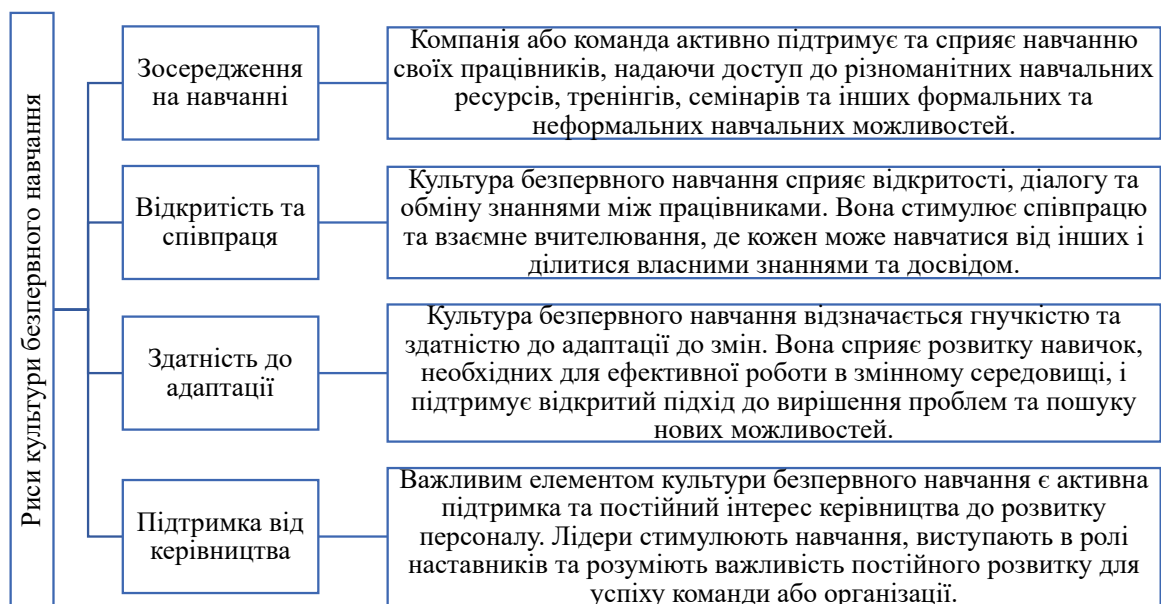 Риси культури безпервного навчання
Зосередження
на навчанні
Компанія або команда активно підтримує та сприяє навчанню
своїх працівників, надаючи доступ до різноманітних навчальних
ресурсів, тренінгів, семінарів та інших формальних та
неформальних навчальних можливостей.
Відкритість та
співпраця
Культура безпервного навчання сприяє відкритості, діалогу та
обміну знаннями між працівниками. Вона стимулює співпрацю
та взаємне вчителювання, де кожен може навчатися від інших і
ділитися власними знаннями та досвідом.
Здатність до
адаптації
Культура безпервного навчання відзначається гнучкістю та
здатністю до адаптації до змін. Вона сприяє розвитку навичок,
необхідних для ефективної роботи в змінному середовищі, і
підтримує відкритий підхід до вирішення проблем та пошуку
нових можливостей.
Підтримка від
керівництва
Важливим елементом культури безпервного навчання є активна
підтримка та постійний інтерес керівництва до розвитку
персоналу. Лідери стимулюють навчання, виступають в ролі
наставників та розуміють важливість постійного розвитку для
успіху команди або організації.